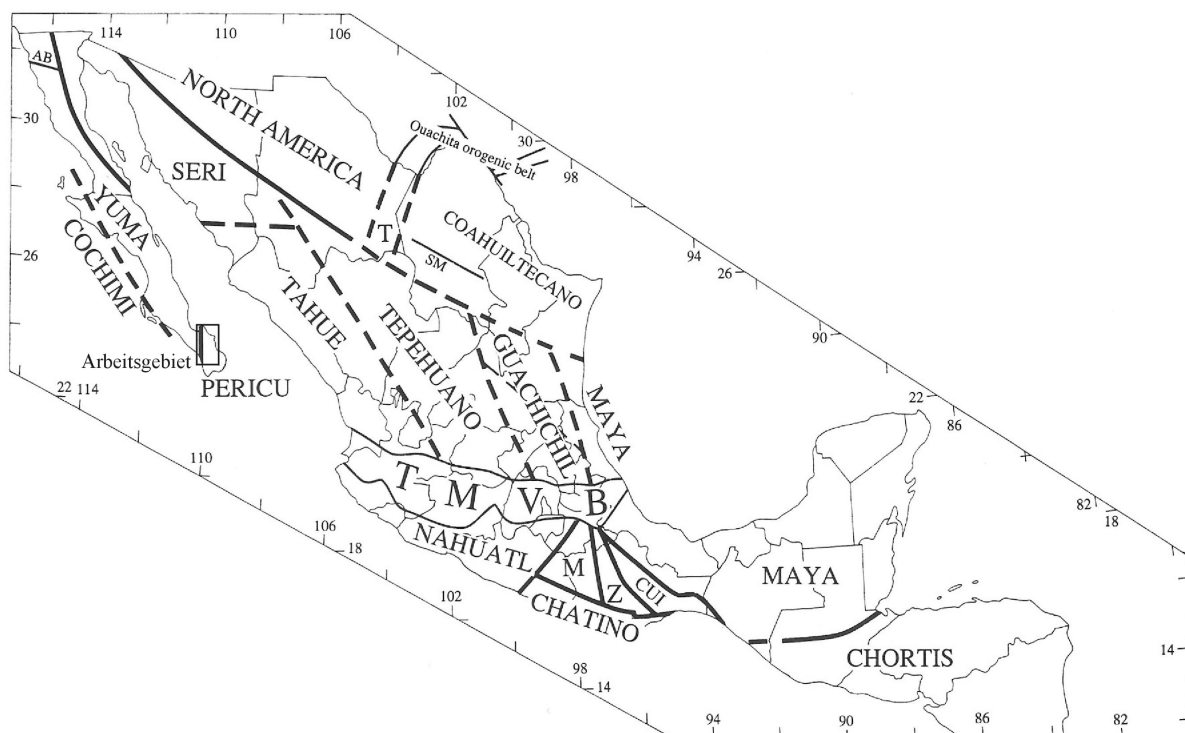 114
110
106
AB
102
30
NORTH AMERICA
Ouachita orogenic belt
30
98
SERI
YUMA
COCHIMI
T
COAHUILTECANO
SM
94
26
26
TAHUE
TEPEHUANO
GUACHICHIL
MAYA
90
Arbeitsgebiet
PERICU
22
114
22
86
T M V B
110
82
18
106
18
NAHUATL
M
Z
CUI
MAYA
CHATINO
102
CHORTIS
14
98
14
94
90
86
82